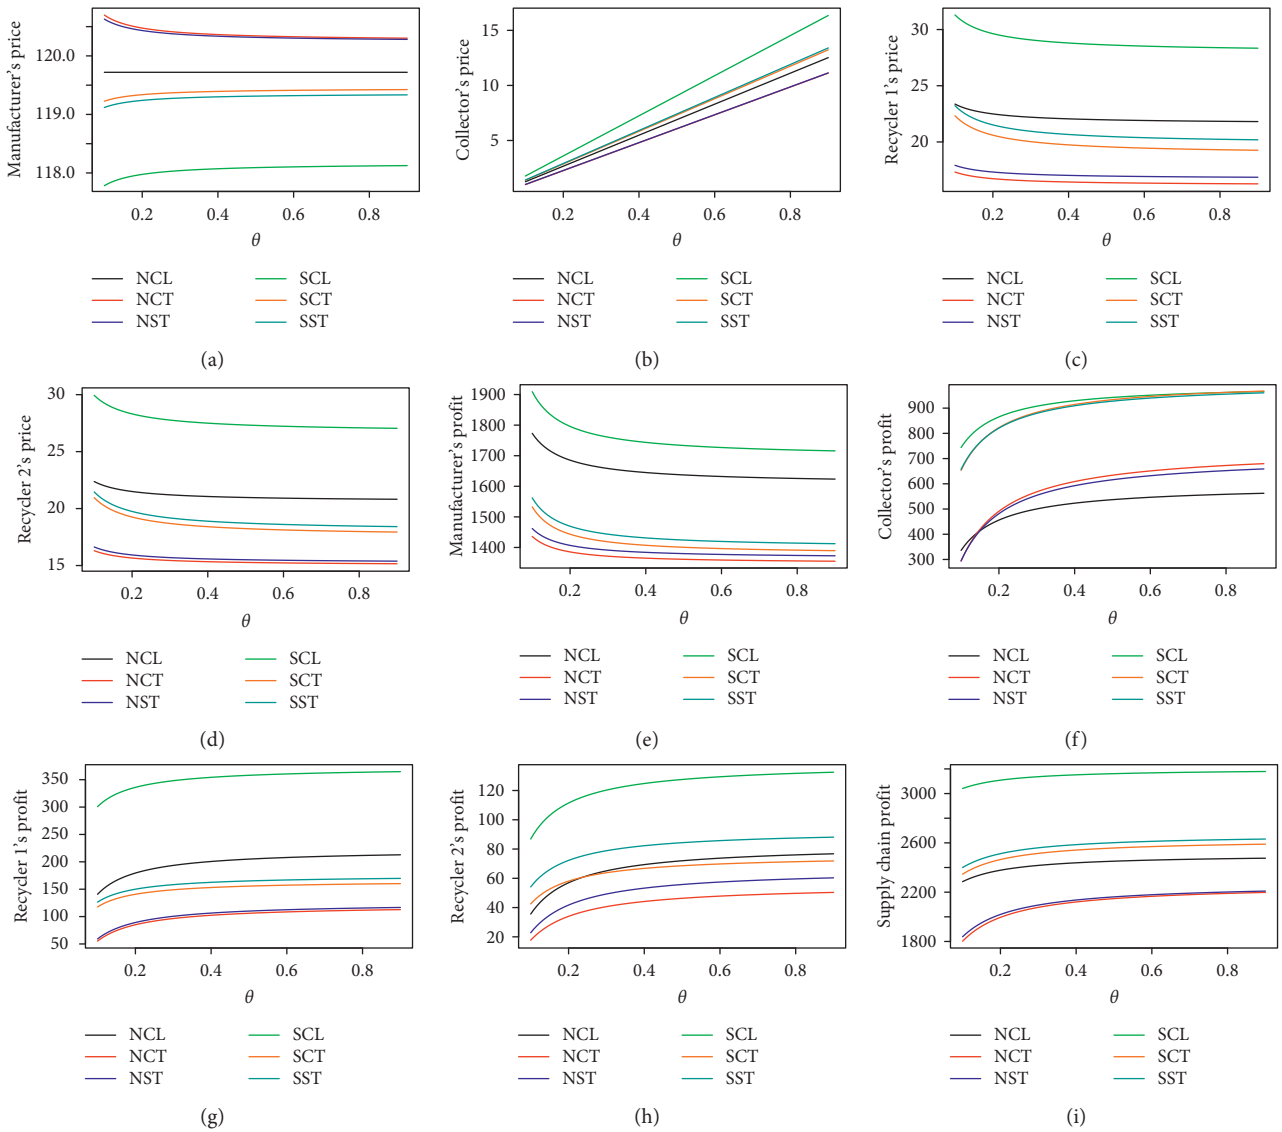 Manufacturer's price
120.0
119.0
118.0
0.2 0.4 0.6 0.8
θ
NCL SCL
NCT SCT
NST SST
(a)
Collector's price
15
10
5
0.2 0.4 0.6 0.8
θ
NCL SCL
NCT SCT
NST SST
(b)
Recycler 1's price
30
25
20
0.2 0.4 0.6 0.8
θ
NCL SCL
NCT SCT
NST SST
(c)
Recycler 2's price
30
25
20
15
0.2 0.4 0.6 0.8
θ
NCL SCL
NCT SCT
NST SST
(d)
Manufacturer's profit
1900
1800
1700
1600
1500
1400
0.2 0.4 0.6 0.8
θ
NCL SCL
NCT SCT
NST SST
(e)
Collector's profit
900
800
700
600
500
400
300
0.2 0.4 0.6 0.8
θ
NCL SCL
NCT SCT
NST SST
(f)
Recycler 1's profit
350
300
250
200
150
100
50
0.2 0.4 0.6 0.8
θ
NCL SCL
NCT SCT
NST SST
(g)
Recycler 2's profit
120
80
60
40
20
0.2 0.4 0.6 0.8
θ
NCL SCL
NCT SCT
NST SST
(h)
Supply chain profit
3000
2600
2200
1800
0.2 0.4 0.6 0.8
θ
NCL SCL
NCT SCT
NST SST
(i)